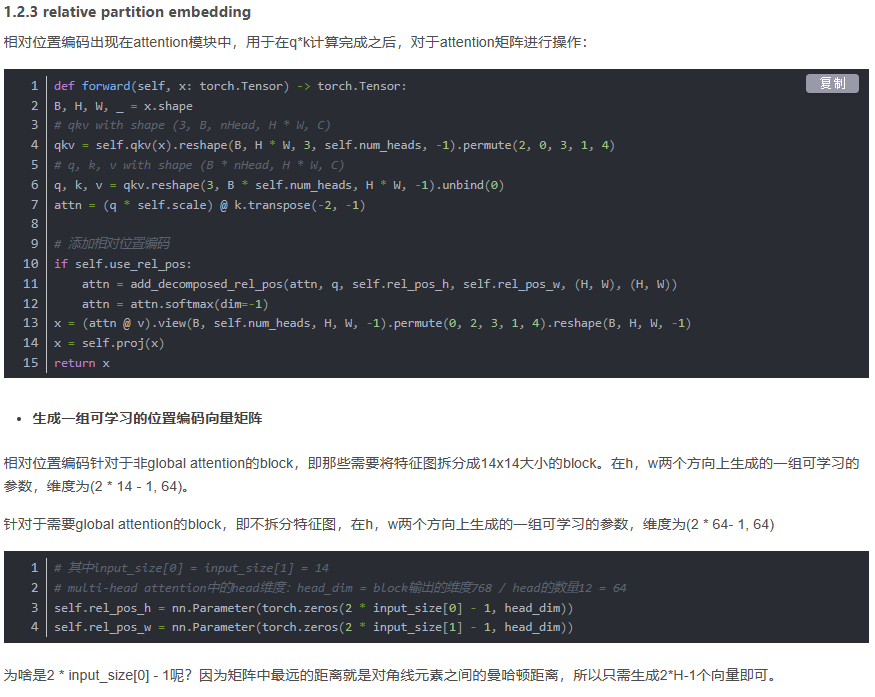 1.2.3 relative partition embedding
相对位置编码出现在attention模块中，用于在q*k计算完成之后，对于attention矩阵进行操作：
复制
1 def forward(self, x: torch.Tensor) -> torch.Tensor:
2 B, H, W, _ = x.shape
3 # qkv with shape (3, B, nHead, H * W, C)
4 qkv = self.qkv(x).reshape(B, H * W, 3, self.num_heads, -1).permute(2, 0, 3, 1, 4)
5 # q, k, v with shape (B * nHead, H * W, C)
6 q, k, v = qkv.reshape(3, B * self.num_heads, H * W, -1).unbind(0)
7 attn = (q * self.scale) @ k.transpose(-2, -1)
8
9 # 添加相对位置编码
10 if self.use_rel_pos:
11     attn = add_decomposed_rel_pos(attn, q, self.rel_pos_h, self.rel_pos_w, (H, W), (H, W))
12     attn = attn.softmax(dim=-1)
13 x = (attn @ v).view(B, self.num_heads, H, W, -1).permute(0, 2, 3, 1, 4).reshape(B, H, W, -1)
14 x = self.proj(x)
15 return x
• 生成一组可学习的位置编码向量矩阵
相对位置编码针对于非global attention的block，即那些需要将特征图拆分成14x14大小的block。在h，w两个方向上生成的一组可学习的
参数，维度为(2 * 14 - 1, 64)。
针对于需要global attention的block，即不拆分特征图，在h，w两个方向上生成的一组可学习的参数，维度为(2 * 64- 1, 64)
1 # 其中input_size[0] = input_size[1] = 14
2 # multi-head attention中的head维度：head_dim = block输出的维度768 / head的数量12 = 64
3 self.rel_pos_h = nn.Parameter(torch.zeros(2 * input_size[0] - 1, head_dim))
4 self.rel_pos_w = nn.Parameter(torch.zeros(2 * input_size[1] - 1, head_dim))
为啥是2 * input_size[0] - 1呢？因为矩阵中最远的距离就是对角线元素之间的曼哈顿距离，所以只需生成2*H-1个向量即可。